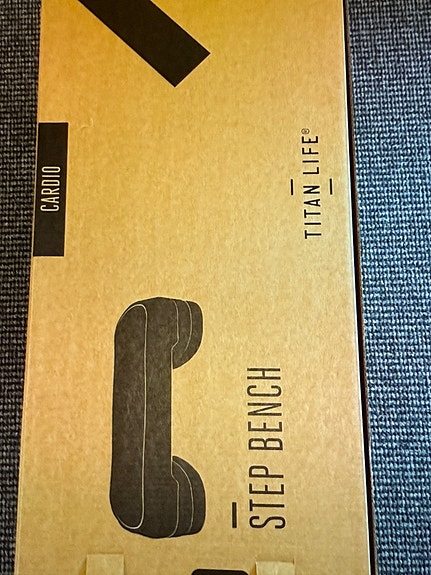 CARDIO
TITAN LIFE®
STEP BENCH